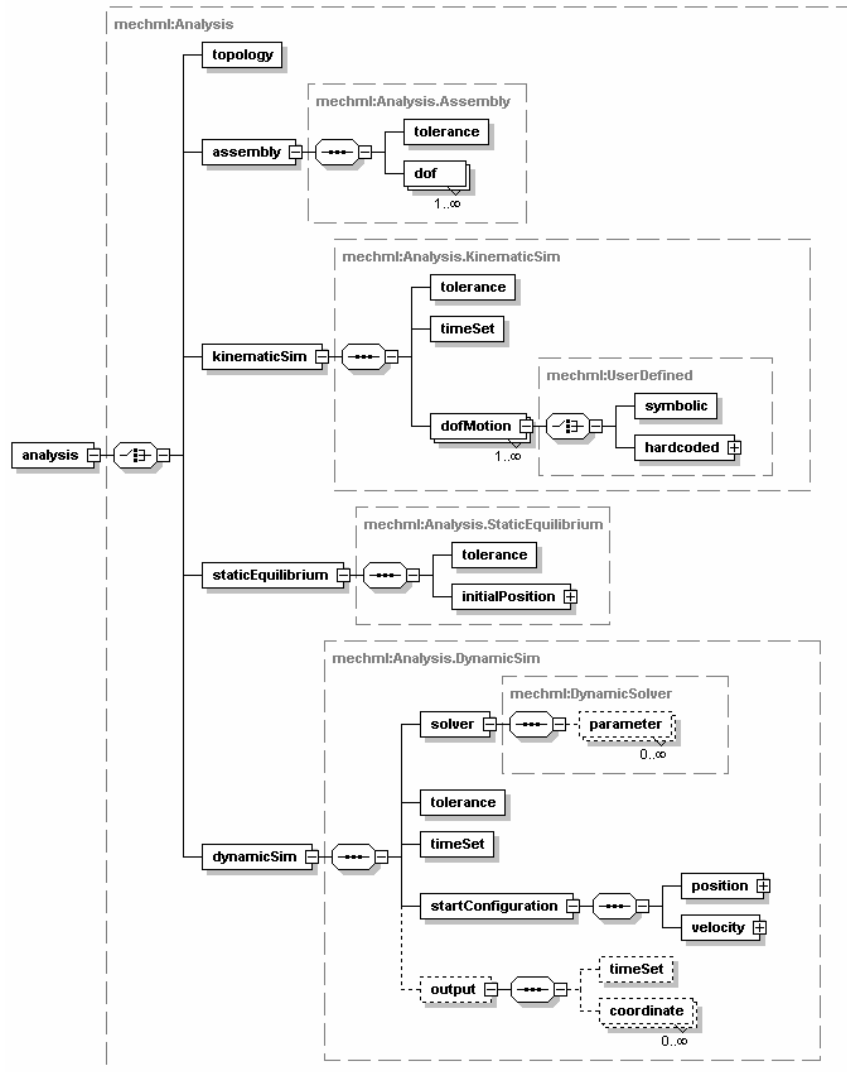 mechml:Analysis
topology
mechml:Analysis.Assembly
tolerance
assembly
dof
1..∞
mechml:Analysis.KinematicSim
tolerance
timeSet
kinematicSim
mechml:UserDefined
symbolic
dofMotion
hardcoded
1..∞
analysis
mechml:Analysis.StaticEquilibrium
tolerance
staticEquilibrium
initialPosition
mechml:Analysis.DynamicSim
mechml:DynamicSolver
solver
parameter
0..∞
tolerance
timeSet
dynamicSim
position
startConfiguration
velocity
timeSet
output
coordinate
0..∞